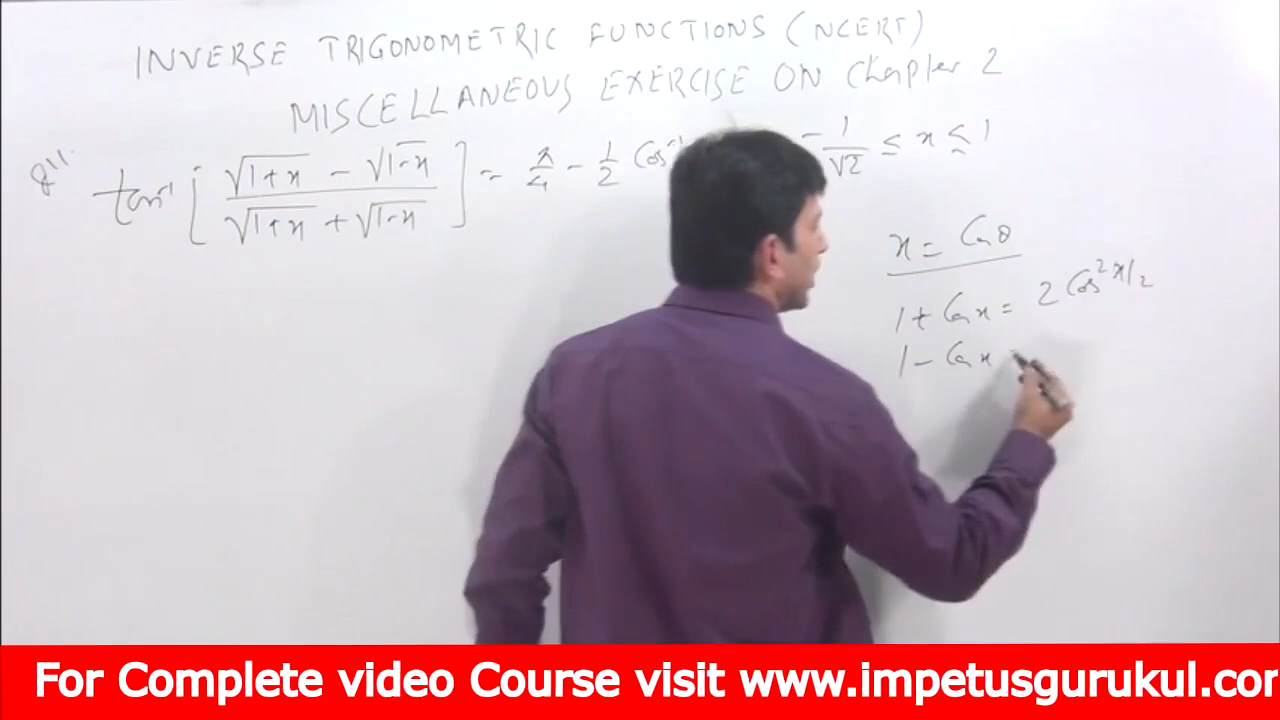 INVERSE TRIGONOMETRIC FUNCTIONS (NCERT)
MISCELLANEOUS EXERCISE ON Chapter 2
Q11. tan⁻¹ [ (√1+x − √1-x) / (√1+x + √1-x) ] = π/4 − 1/2 cos⁻¹ −1/√2 ≤ x ≤ 1
x = Cos θ
1 + Cos x = 2 Cos² x/2
1 − Cos x
For Complete video Course visit www.impetusgurukul.com